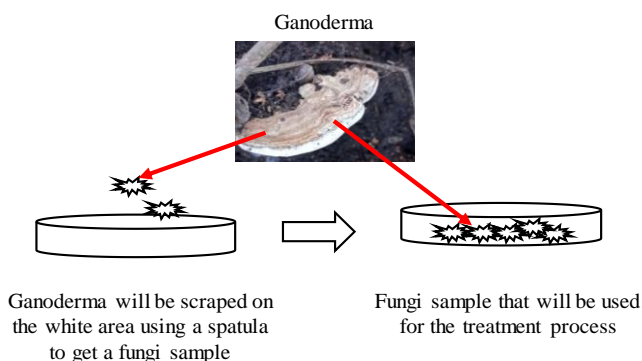 Ganoderma
Ganoderma will be scraped on
the white area using a spatula
to get a fungi sample
Fungi sample that will be used
for the treatment process